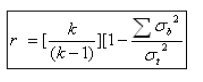 r = [k/(k−1)][1−∑σ_b²/σ_t²